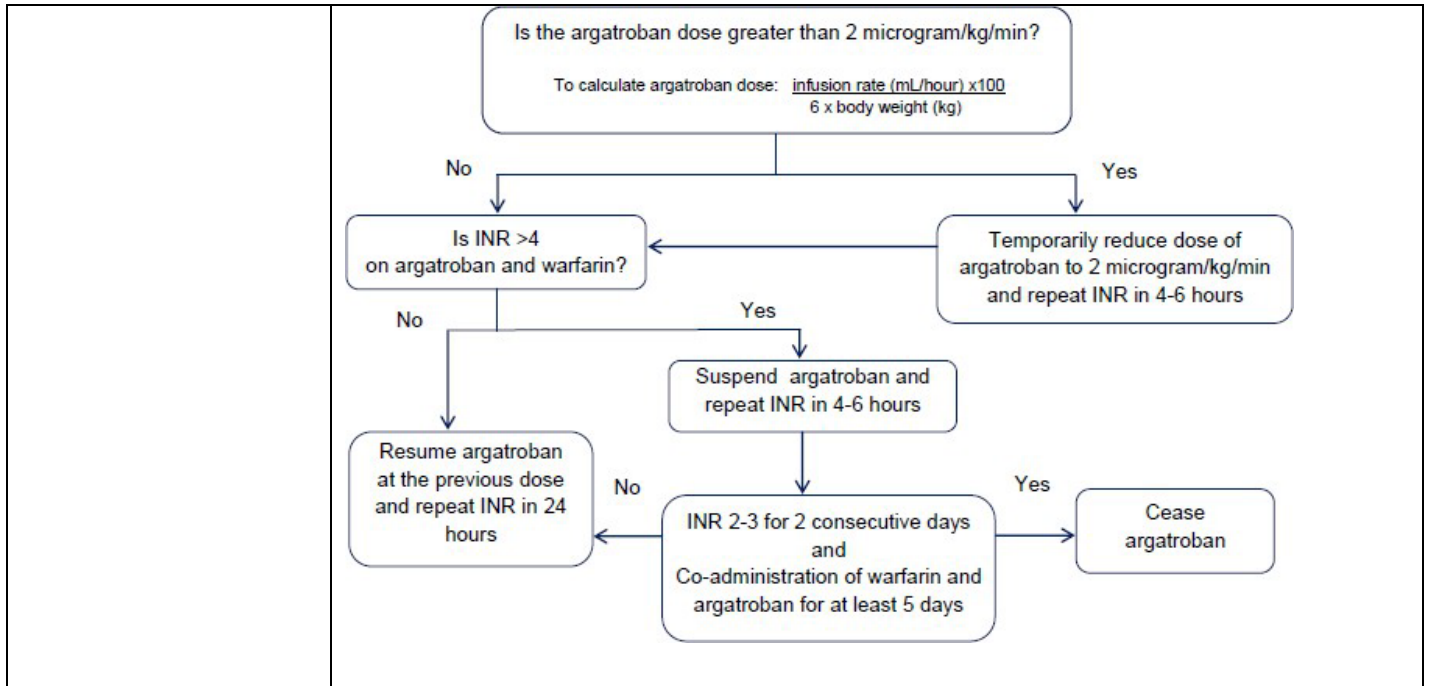 Is the argatroban dose greater than 2 microgram/kg/min?
To calculate argatroban dose: infusion rate (mL/hour) x100
6 x body weight (kg)
No
Yes
Is INR >4
on argatroban and warfarin?
Temporarily reduce dose of
argatroban to 2 microgram/kg/min
and repeat INR in 4-6 hours
No
Yes
Suspend argatroban and
repeat INR in 4-6 hours
Resume argatroban
at the previous dose
and repeat INR in 24
hours
No
Yes
INR 2-3 for 2 consecutive days
and
Co-administration of warfarin and
argatroban for at least 5 days
Cease
argatroban